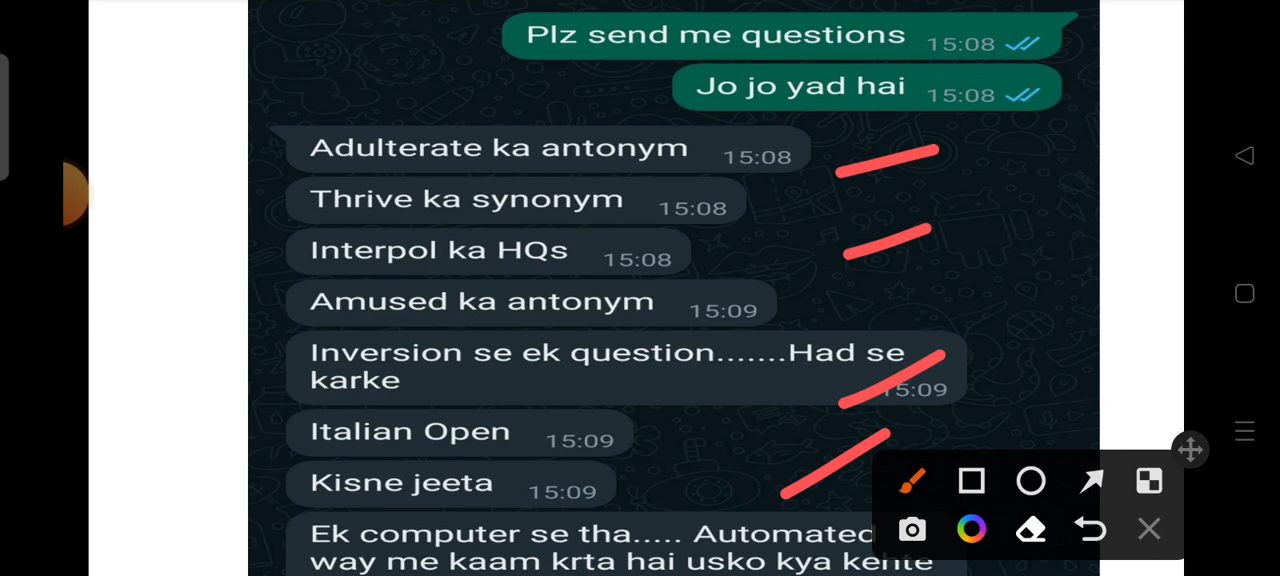 Plz send me questions 15:08
Jo jo yad hai 15:08
Adulterate ka antonym 15:08
Thrive ka synonym 15:08
Interpol ka HQs 15:08
Amused ka antonym 15:09
Inversion se ek question.......Had se
karke 15:09
Italian Open 15:09
Kisne jeeta 15:09
Ek computer se tha..... Automated
way me kaam krta hai usko kya kehte